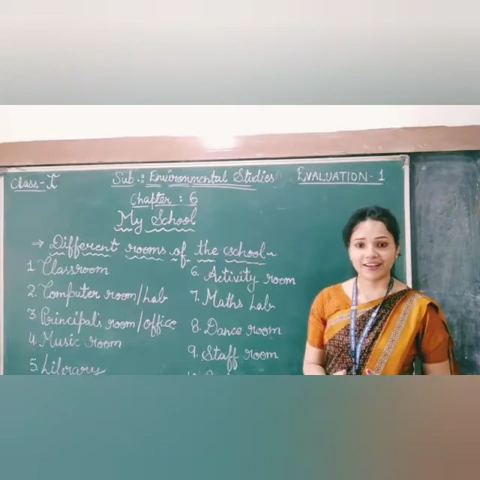 Class-I
Sub.: Environmental Studies
EVALUATION-1
Chapter : 6
My School
→ Different rooms of the school~
1. Classroom
2. Computer room/Lab
3. Principal's room/office
4. Music room
5. Library
6. Activity room
7. Maths Lab
8. Dance room
9. Staff room